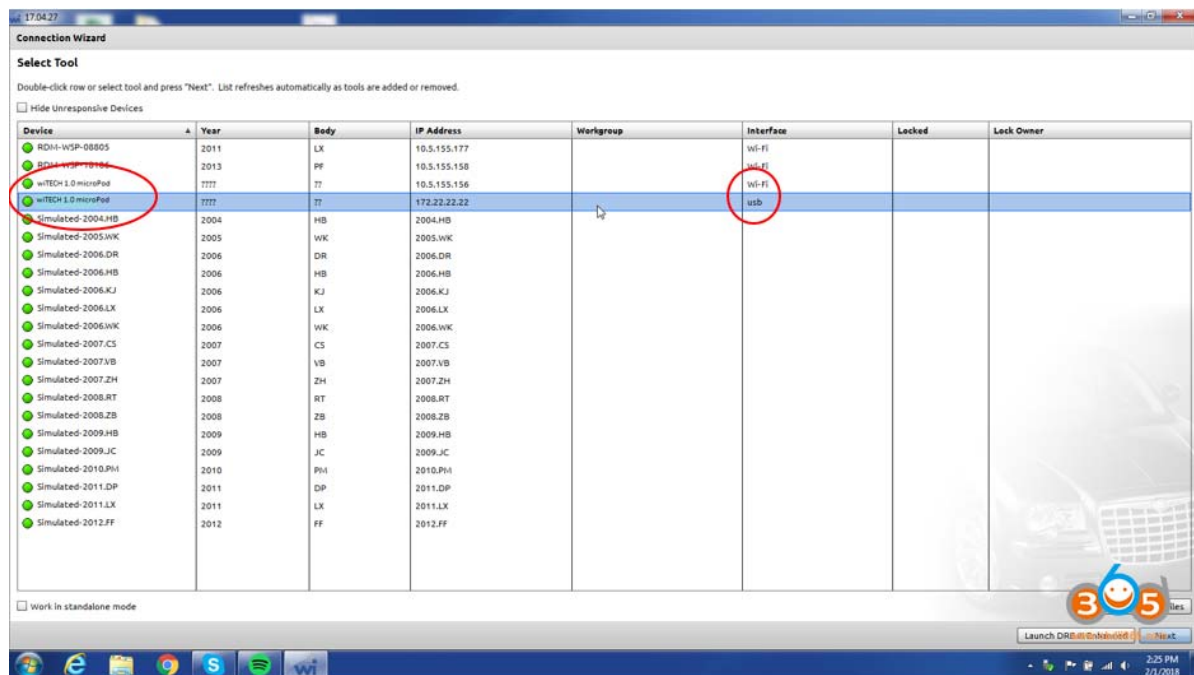 17.04.27
Connection Wizard
Select Tool
Double-click row or select tool and press "Next". List refreshes automatically as tools are added or removed.
Hide Unresponsive Devices
Device Year Body IP Address Workgroup Interface Locked Lock Owner
RDM-WSP-08805 2011 LX 10.5.155.177 Wi-Fi
RDM-WSP-18186 2013 PF 10.5.155.158 Wi-Fi
wiTECH 1.0 microPod ???? ?? 10.5.155.156 Wi-Fi
wiTECH 1.0 microPod ???? ?? 172.22.22.22 usb
Simulated-2004.HB 2004 HB 2004.HB
Simulated-2005.WK 2005 WK 2005.WK
Simulated-2006.DR 2006 DR 2006.DR
Simulated-2006.HB 2006 HB 2006.HB
Simulated-2006.KJ 2006 KJ 2006.KJ
Simulated-2006.LX 2006 LX 2006.LX
Simulated-2006.WK 2006 WK 2006.WK
Simulated-2007.CS 2007 CS 2007.CS
Simulated-2007.VB 2007 VB 2007.VB
Simulated-2007.ZH 2007 ZH 2007.ZH
Simulated-2008.RT 2008 RT 2008.RT
Simulated-2008.ZB 2008 ZB 2008.ZB
Simulated-2009.HB 2009 HB 2009.HB
Simulated-2009.JC 2009 JC 2009.JC
Simulated-2010.PM 2010 PM 2010.PM
Simulated-2011.DP 2011 DP 2011.DP
Simulated-2011.LX 2011 LX 2011.LX
Simulated-2012.FF 2012 FF 2012.FF
Work in standalone mode
365
Launch Next
wi 2:25 PM
2/1/2018